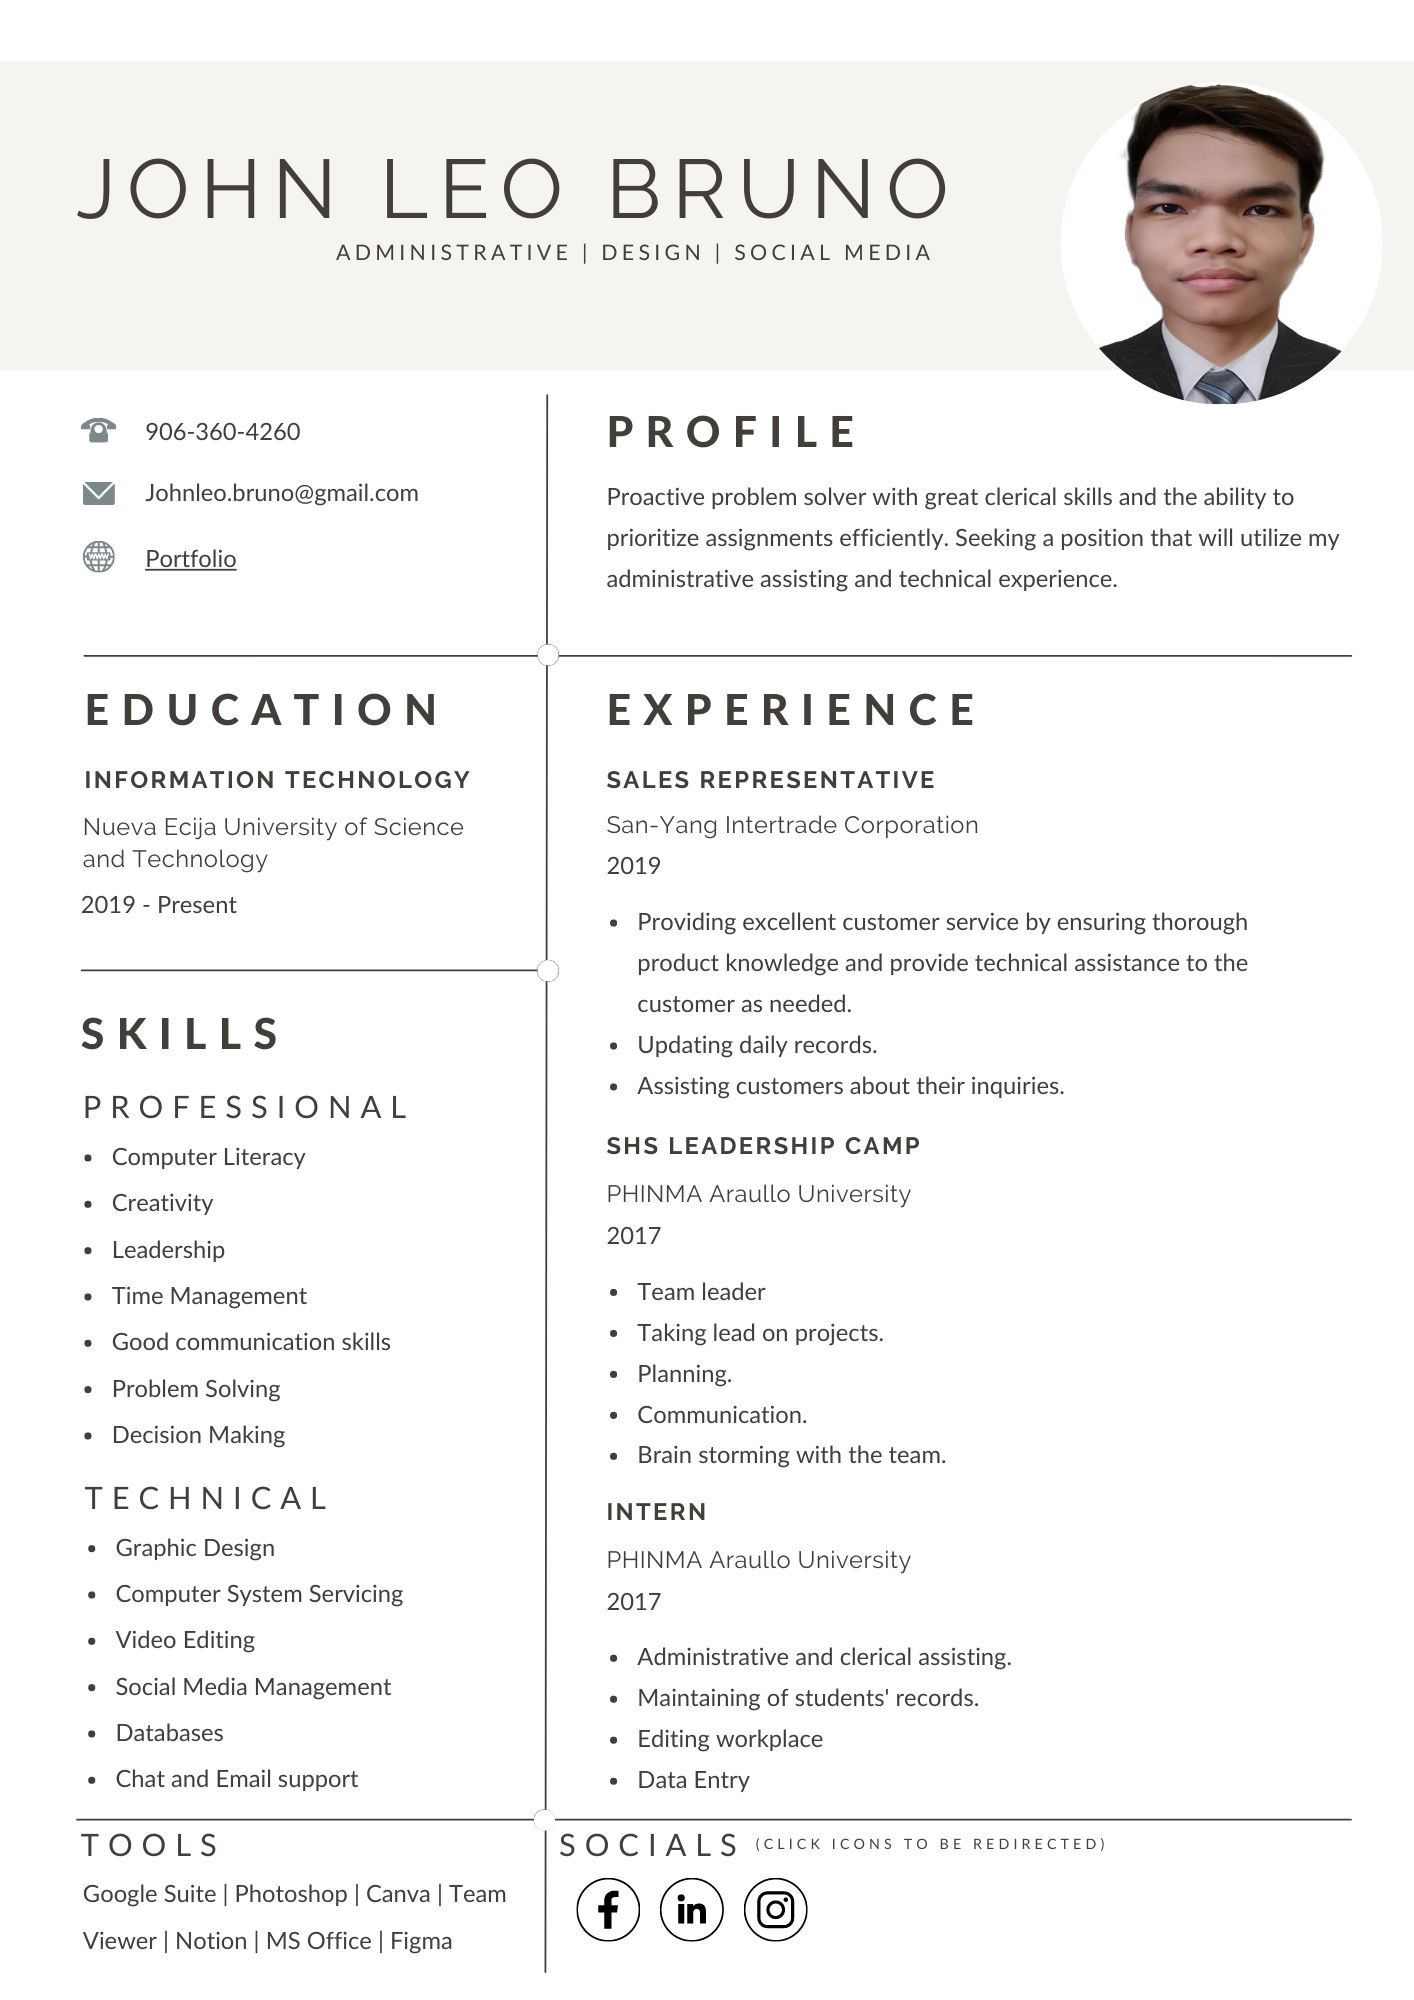 JOHN LEO BRUNO
ADMINISTRATIVE | DESIGN | SOCIAL MEDIA
906-360-4260
Johnleo.bruno@gmail.com
Portfolio
PROFILE
Proactive problem solver with great clerical skills and the ability to
prioritize assignments efficiently. Seeking a position that will utilize my
administrative assisting and technical experience.
EDUCATION
INFORMATION TECHNOLOGY
Nueva Ecija University of Science
and Technology
2019 - Present
SKILLS
PROFESSIONAL
• Computer Literacy
• Creativity
• Leadership
• Time Management
• Good communication skills
• Problem Solving
• Decision Making
TECHNICAL
• Graphic Design
• Computer System Servicing
• Video Editing
• Social Media Management
• Databases
• Chat and Email support
EXPERIENCE
SALES REPRESENTATIVE
San-Yang Intertrade Corporation
2019
• Providing excellent customer service by ensuring thorough
product knowledge and provide technical assistance to the
customer as needed.
• Updating daily records.
• Assisting customers about their inquiries.
SHS LEADERSHIP CAMP
PHINMA Araullo University
2017
• Team leader
• Taking lead on projects.
• Planning.
• Communication.
• Brain storming with the team.
INTERN
PHINMA Araullo University
2017
• Administrative and clerical assisting.
• Maintaining of students' records.
• Editing workplace
• Data Entry
TOOLS
Google Suite | Photoshop | Canva | Team
Viewer | Notion | MS Office | Figma
SOCIALS (CLICK ICONS TO BE REDIRECTED)